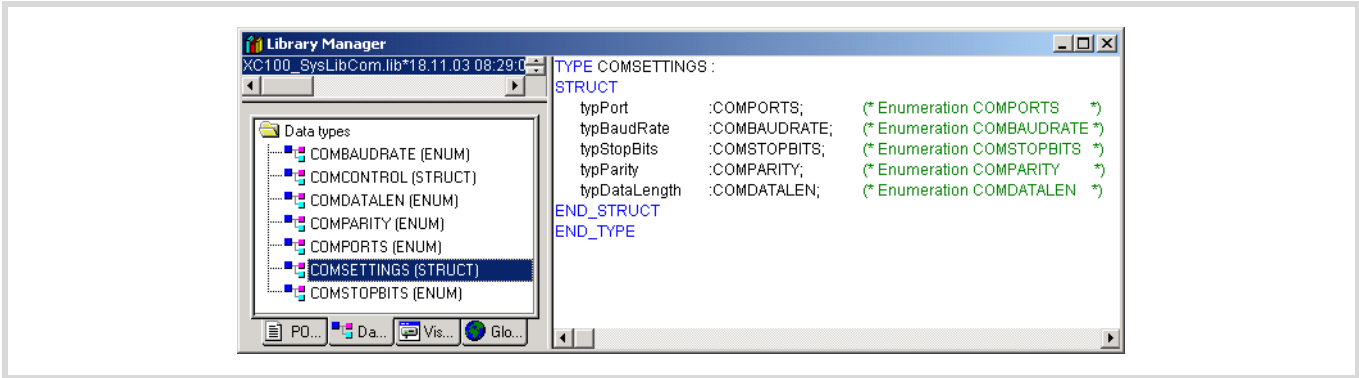 Library Manager
XC100_SysLibCom.lib*18.11.03 08:29:0
Data types
COMBAUDRATE (ENUM)
COMCONTROL (STRUCT)
COMDATALEN (ENUM)
COMPARITY (ENUM)
COMPORTS (ENUM)
COMSETTINGS (STRUCT)
COMSTOPBITS (ENUM)
PO... Da... Vis... Glo...
TYPE COMSETTINGS :
STRUCT
typPort :COMPORTS; (* Enumeration COMPORTS *)
typBaudRate :COMBAUDRATE; (* Enumeration COMBAUDRATE *)
typStopBits :COMSTOPBITS; (* Enumeration COMSTOPBITS *)
typParity :COMPARITY; (* Enumeration COMPARITY *)
typDataLength :COMDATALEN; (* Enumeration COMDATALEN *)
END_STRUCT
END_TYPE